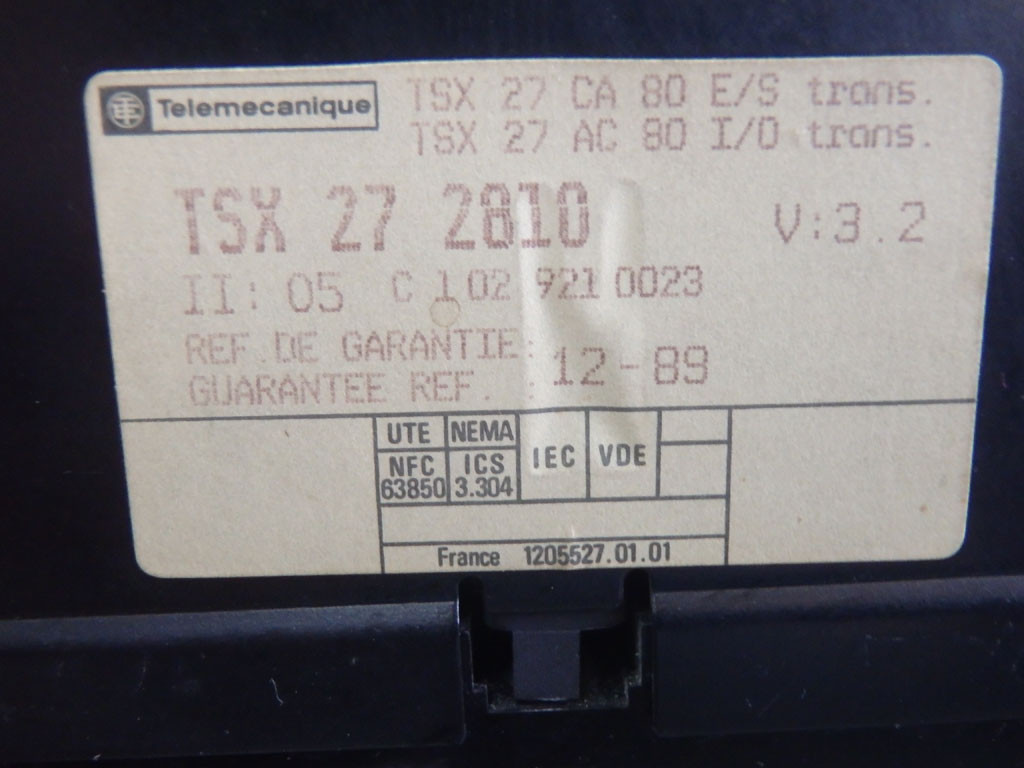 Telemecanique
TSX 27 CA 80 E/S trans.
TSX 27 AC 80 I/O trans.
TSX 27 2810 V:3.2
II: 05 C 102 921 0023
REF.DE GARANTIE:
GUARANTEE REF. : 12-89
UTE NEMA
IEC VDE
NFC ICS
63850 3.304
France 1205527.01.01